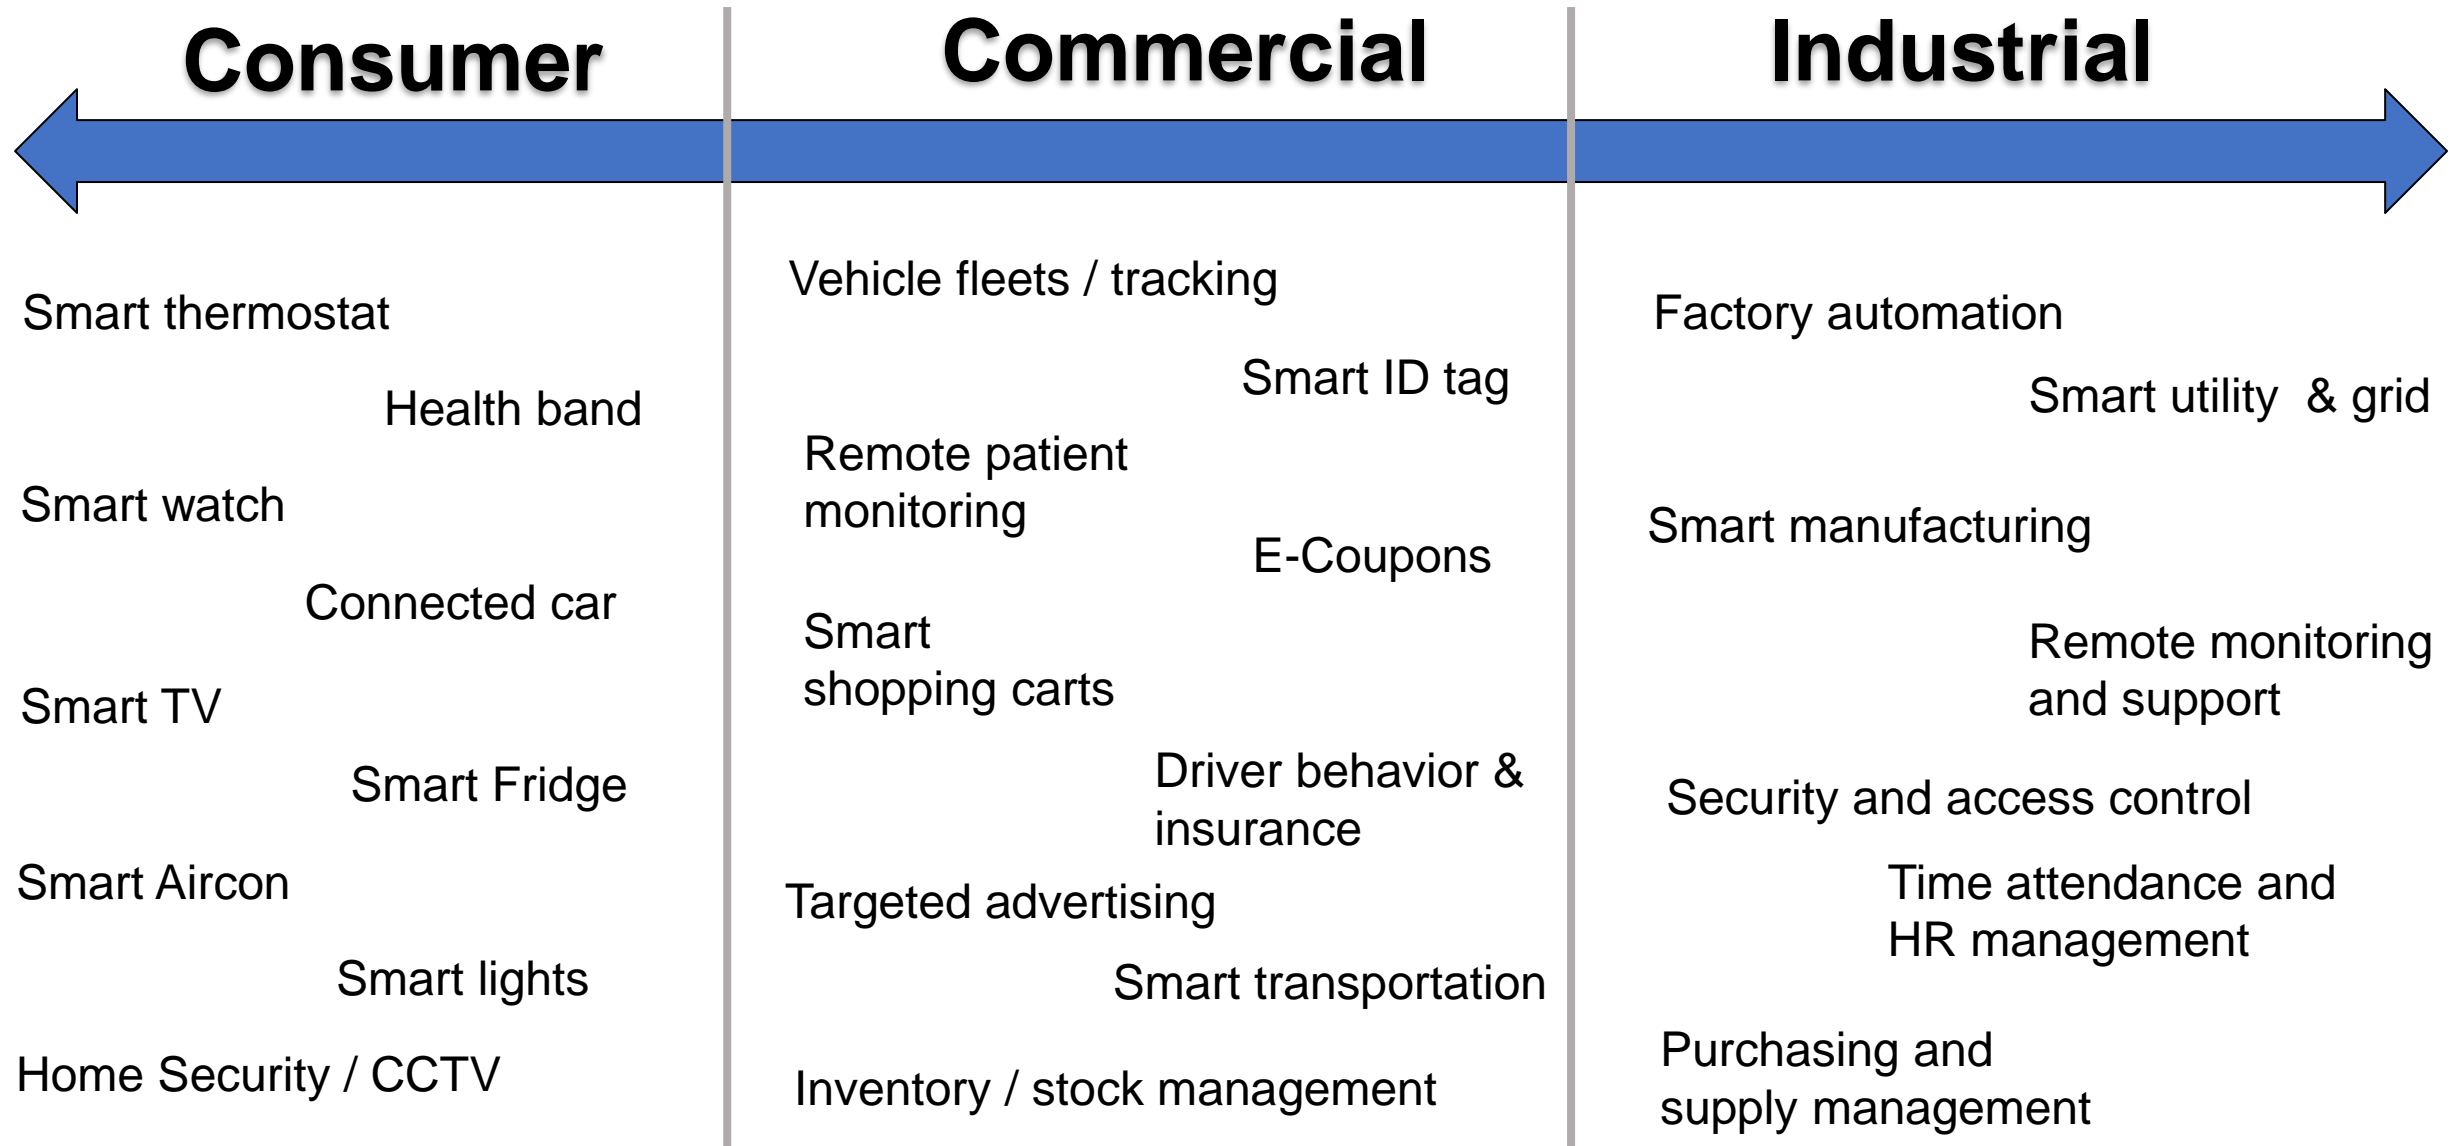 Consumer
Commercial
Industrial
Smart thermostat
Health band
Smart watch
Connected car
Smart TV
Smart Fridge
Smart Aircon
Smart lights
Home Security / CCTV
Vehicle fleets / tracking
Smart ID tag
Remote patient
monitoring
E-Coupons
Smart
shopping carts
Driver behavior &
insurance
Targeted advertising
Smart transportation
Inventory / stock management
Factory automation
Smart utility  & grid
Smart manufacturing
Remote monitoring
and support
Security and access control
Time attendance and
HR management
Purchasing and
supply management